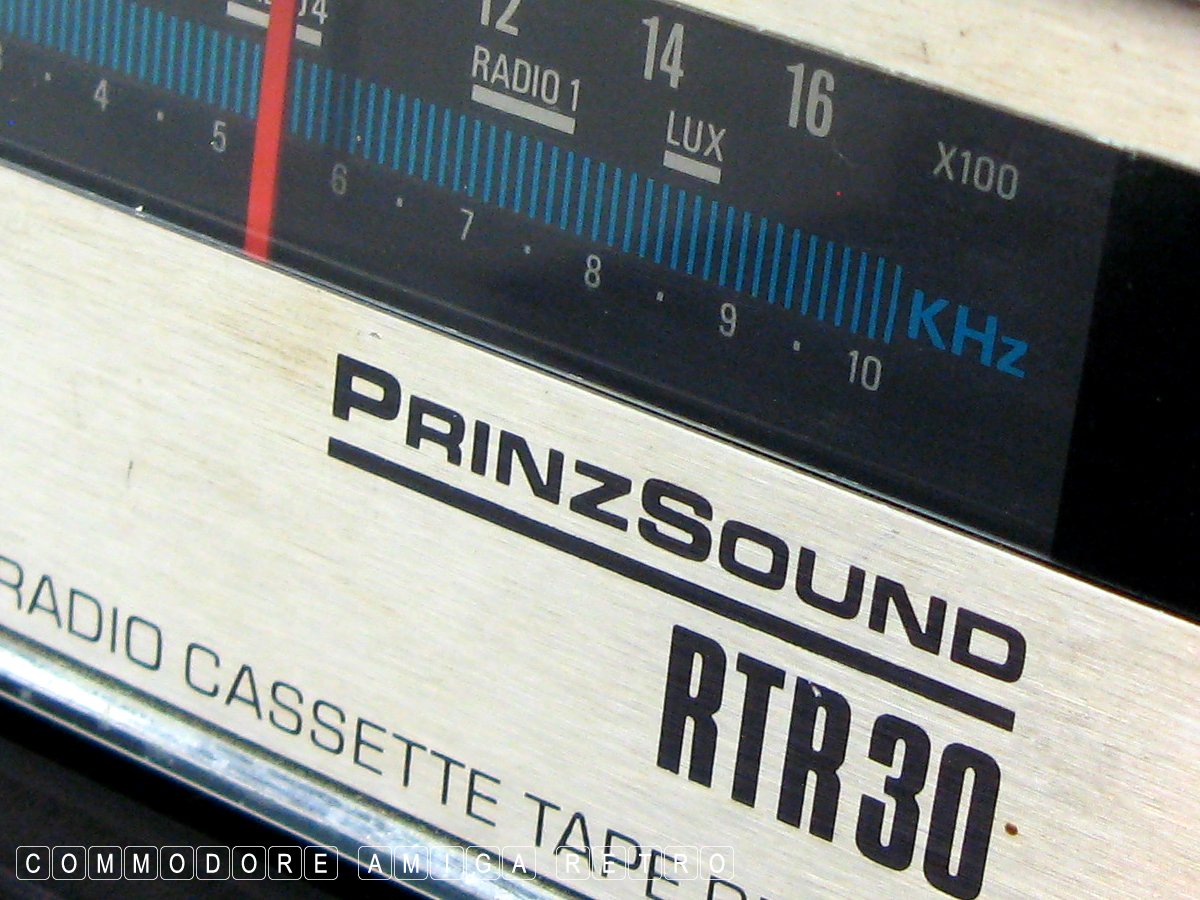 12 14 16
RADIO 1 LUX X100
4 5 6 7 8 9 10 KHz
PRINZSOUND
RTR30
RADIO CASSETTE TAPE
COMMODORE AMIGA RETRO